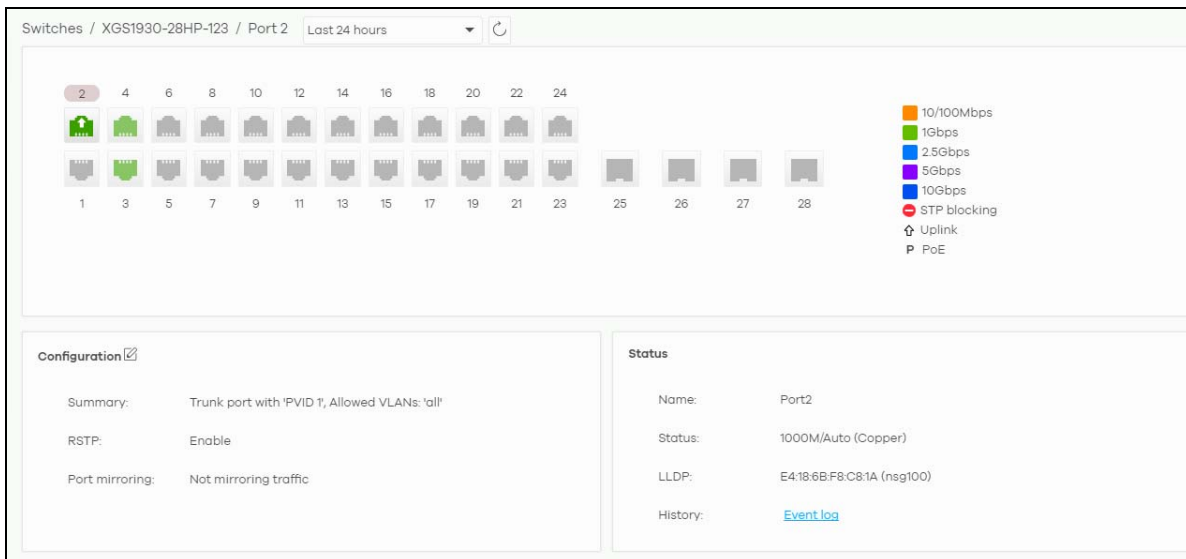 Switches / XGS1930-28HP-123 / Port 2 Last 24 hours
2 4 6 8 10 12 14 16 18 20 22 24
1 3 5 7 9 11 13 15 17 19 21 23 25 26 27 28
10/100Mbps
1Gbps
2.5Gbps
5Gbps
10Gbps
STP blocking
Uplink
P PoE
Configuration
Summary: Trunk port with 'PVID 1', Allowed VLANs: 'all'
RSTP: Enable
Port mirroring: Not mirroring traffic
Status
Name: Port2
Status: 1000M/Auto (Copper)
LLDP: E4:18:6B:F8:C8:1A (nsg100)
History: Event log